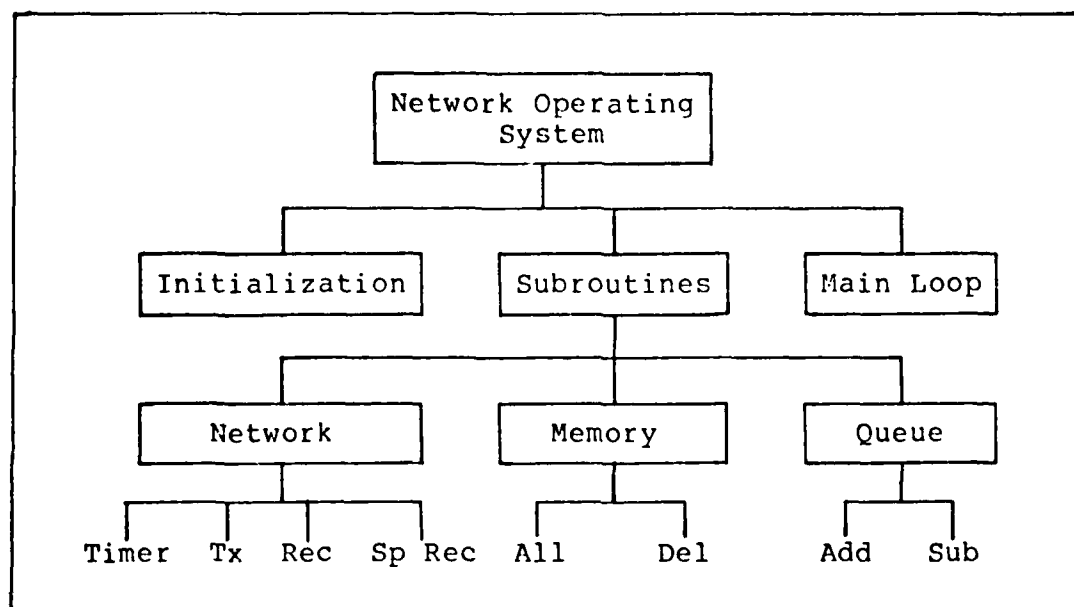 Network Operating
System
Initialization
Subroutines
Main Loop
Network
Memory
Queue
Timer
Tx
Rec
Sp Rec
All
Del
Add
Sub